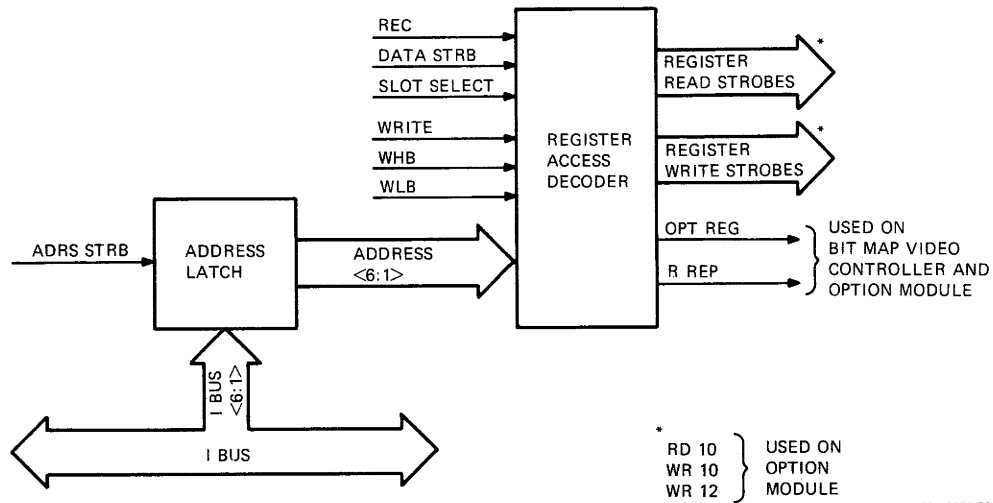 REC
DATA STRB
SLOT SELECT
WRITE
WHB
WLB
REGISTER
ACCESS
DECODER
*
REGISTER
READ STROBES
*
REGISTER
WRITE STROBES
OPT REG
R REP
USED ON
BIT MAP VIDEO
CONTROLLER AND
OPTION MODULE
ADRS STRB
ADDRESS
LATCH
ADDRESS
<6:1>
I BUS
<6:1>
I BUS
*
RD 10
WR 10
WR 12
USED ON
OPTION
MODULE